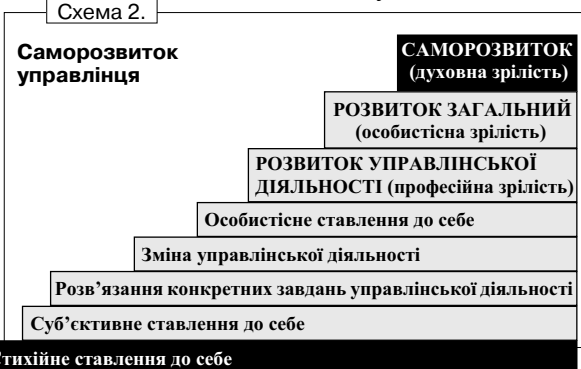 Схема 2.
Саморозвиток
управлінця
САМОРОЗВИТОК
(духовна зрілість)
РОЗВИТОК ЗАГАЛЬНИЙ
(особистісна зрілість)
РОЗВИТОК УПРАВЛІНСЬКОЇ
ДІЯЛЬНОСТІ (професійна зрілість)
Особистісне ставлення до себе
Зміна управлінської діяльності
Розв’язання конкретних завдань управлінської діяльності
Суб’єктивне ставлення до себе
Стихійне ставлення до себе